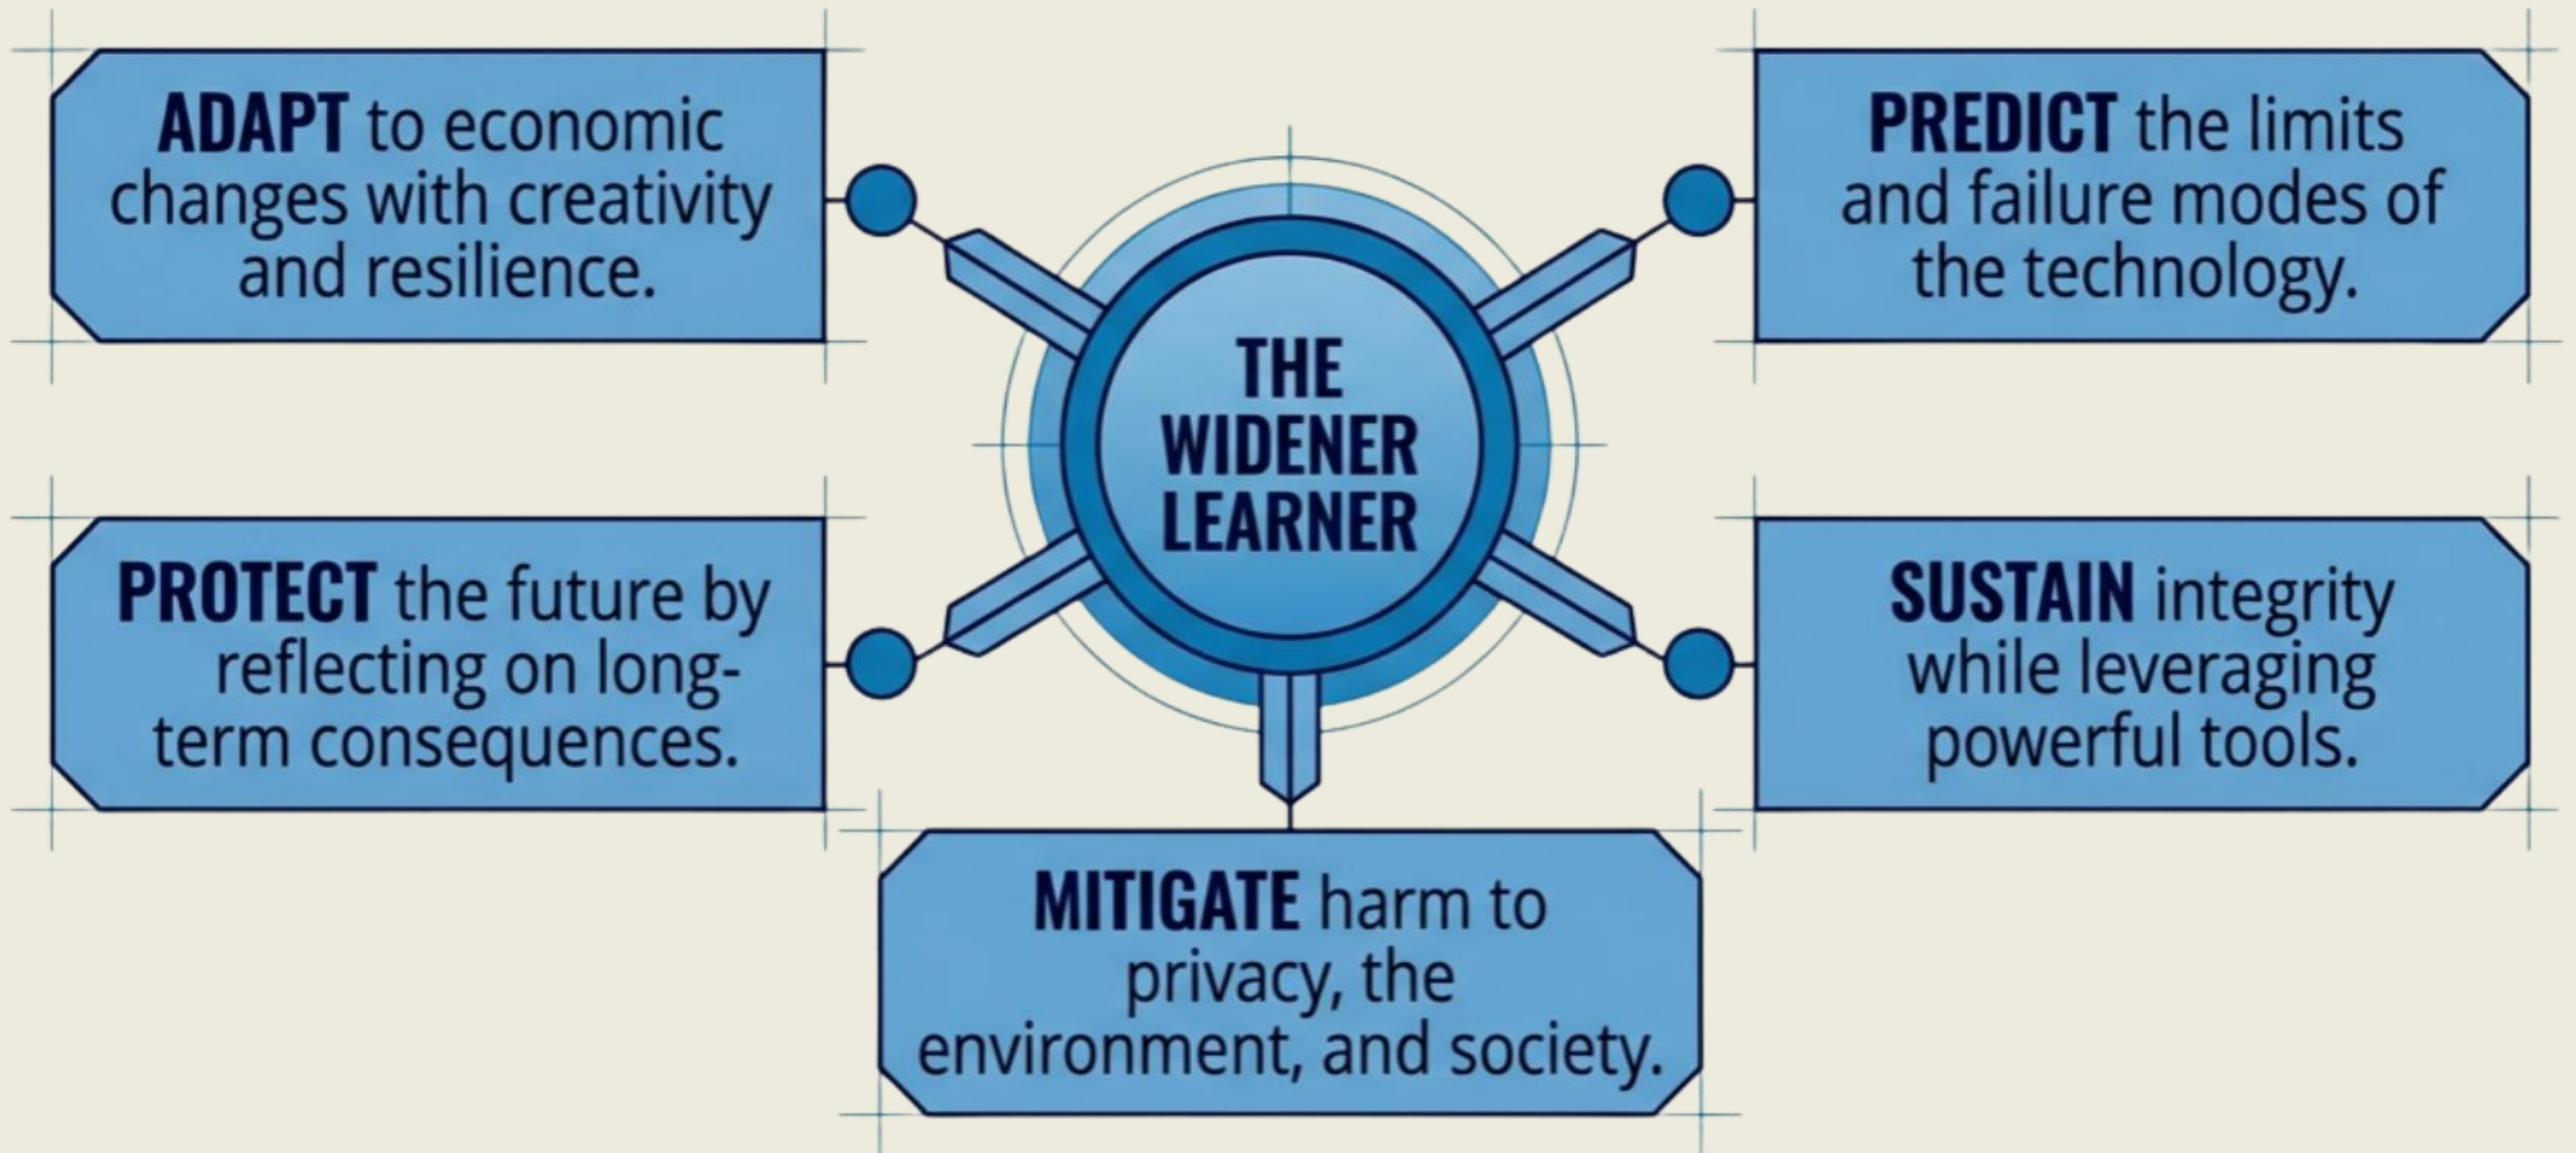 ADAPT to economic
changes with creativity
and resilience.
PREDICT the limits
and failure modes of
the technology.
THE
WIDENER
LEARNER
PROTECT the future by
reflecting on long-
term consequences.
SUSTAIN integrity
while leveraging
powerful tools.
MITIGATE harm to
privacy, the
environment, and society.